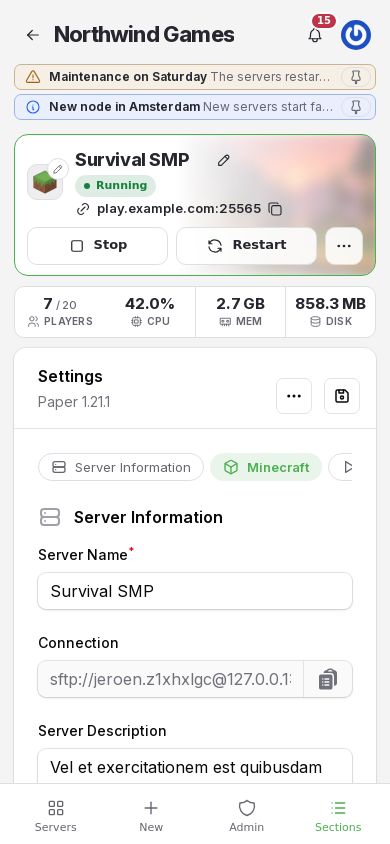 Northwind Games
15
Maintenance on Saturday The servers restar...
New node in Amsterdam New servers start fa...
Survival SMP
Running
play.example.com:25565
Stop
Restart
7 / 20
PLAYERS
42.0%
CPU
2.7 GB
MEM
858.3 MB
DISK
Settings
Paper 1.21.1
Server Information
Minecraft
Server Information
Server Name*
Survival SMP
Connection
sftp://jeroen.z1xhxlgc@127.0.0.1:
Server Description
Vel et exercitationem est quibusdam
Servers
New
Admin
Sections